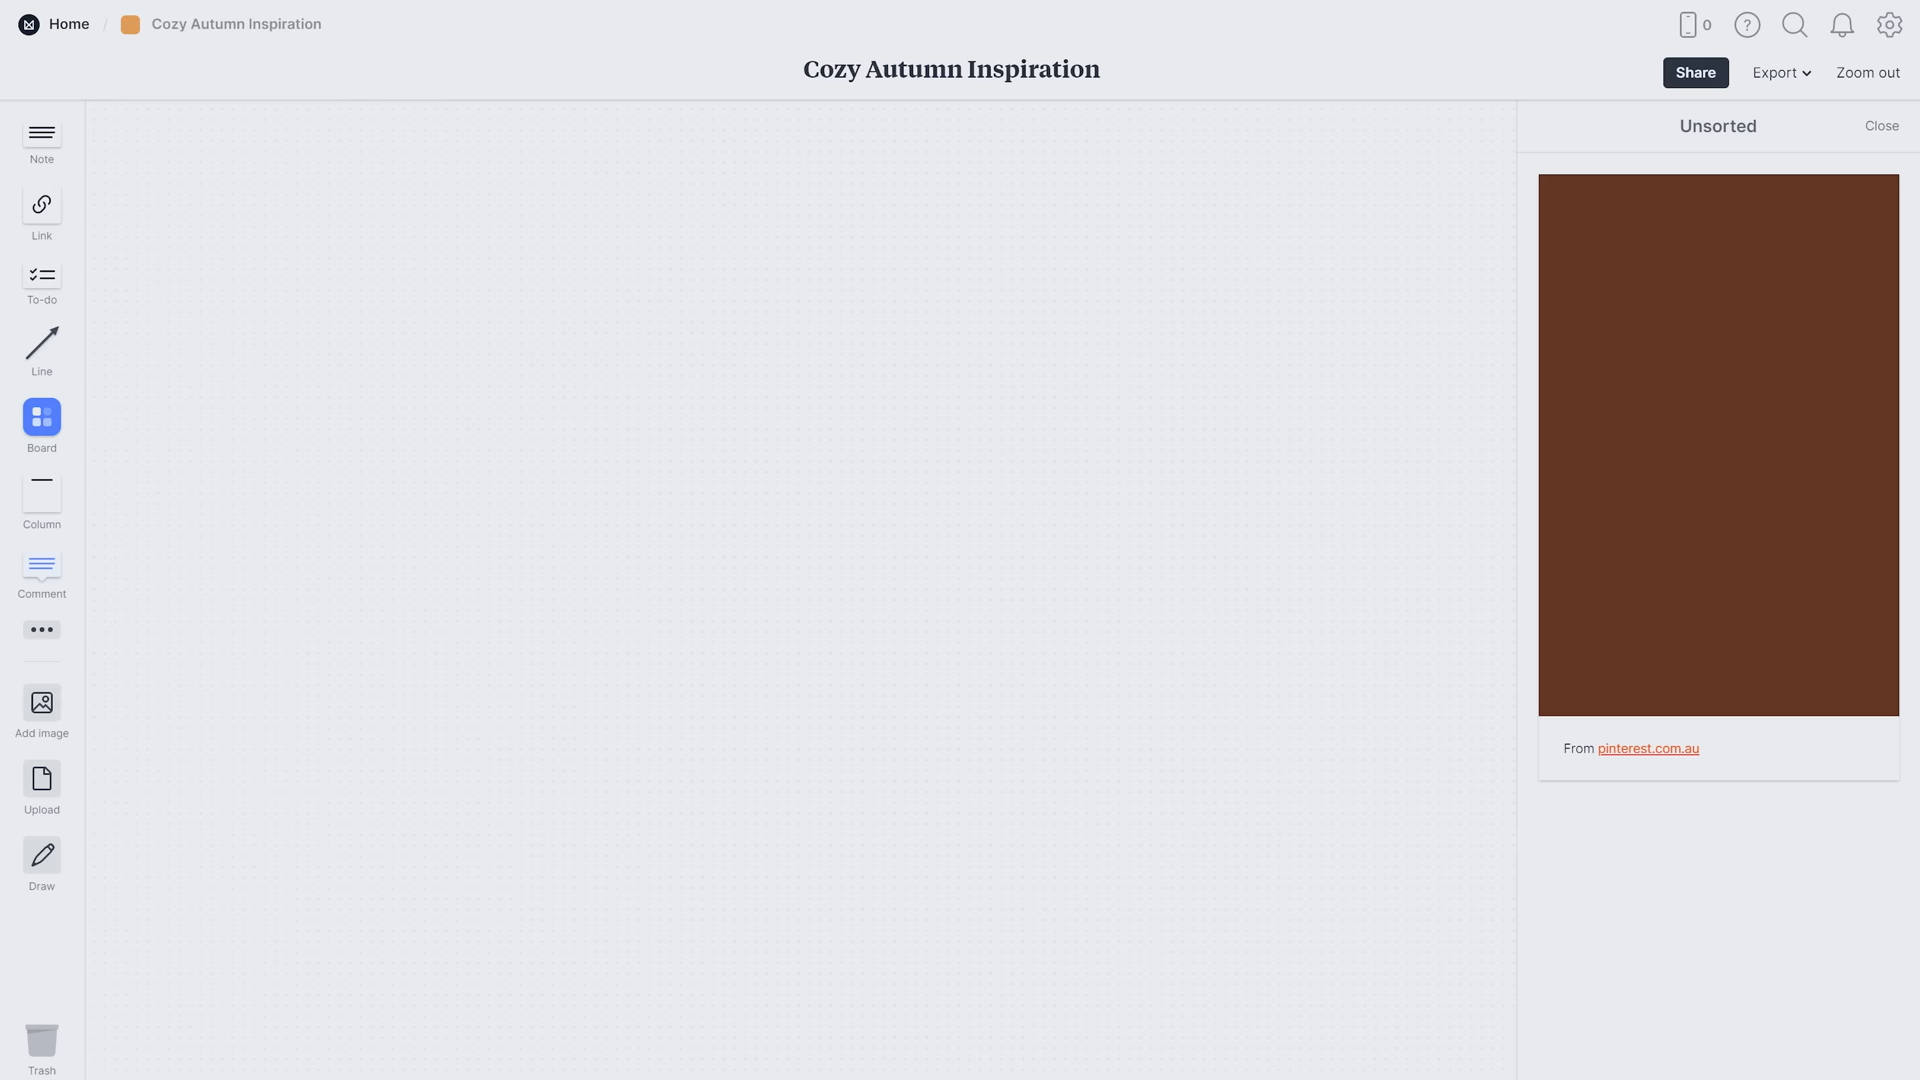 Home / Cozy Autumn Inspiration
0
Cozy Autumn Inspiration
Share
Export
Zoom out
Unsorted
Close
Note
Link
To-do
Line
Board
Column
Comment
Add image
Upload
Draw
Trash
From pinterest.com.au